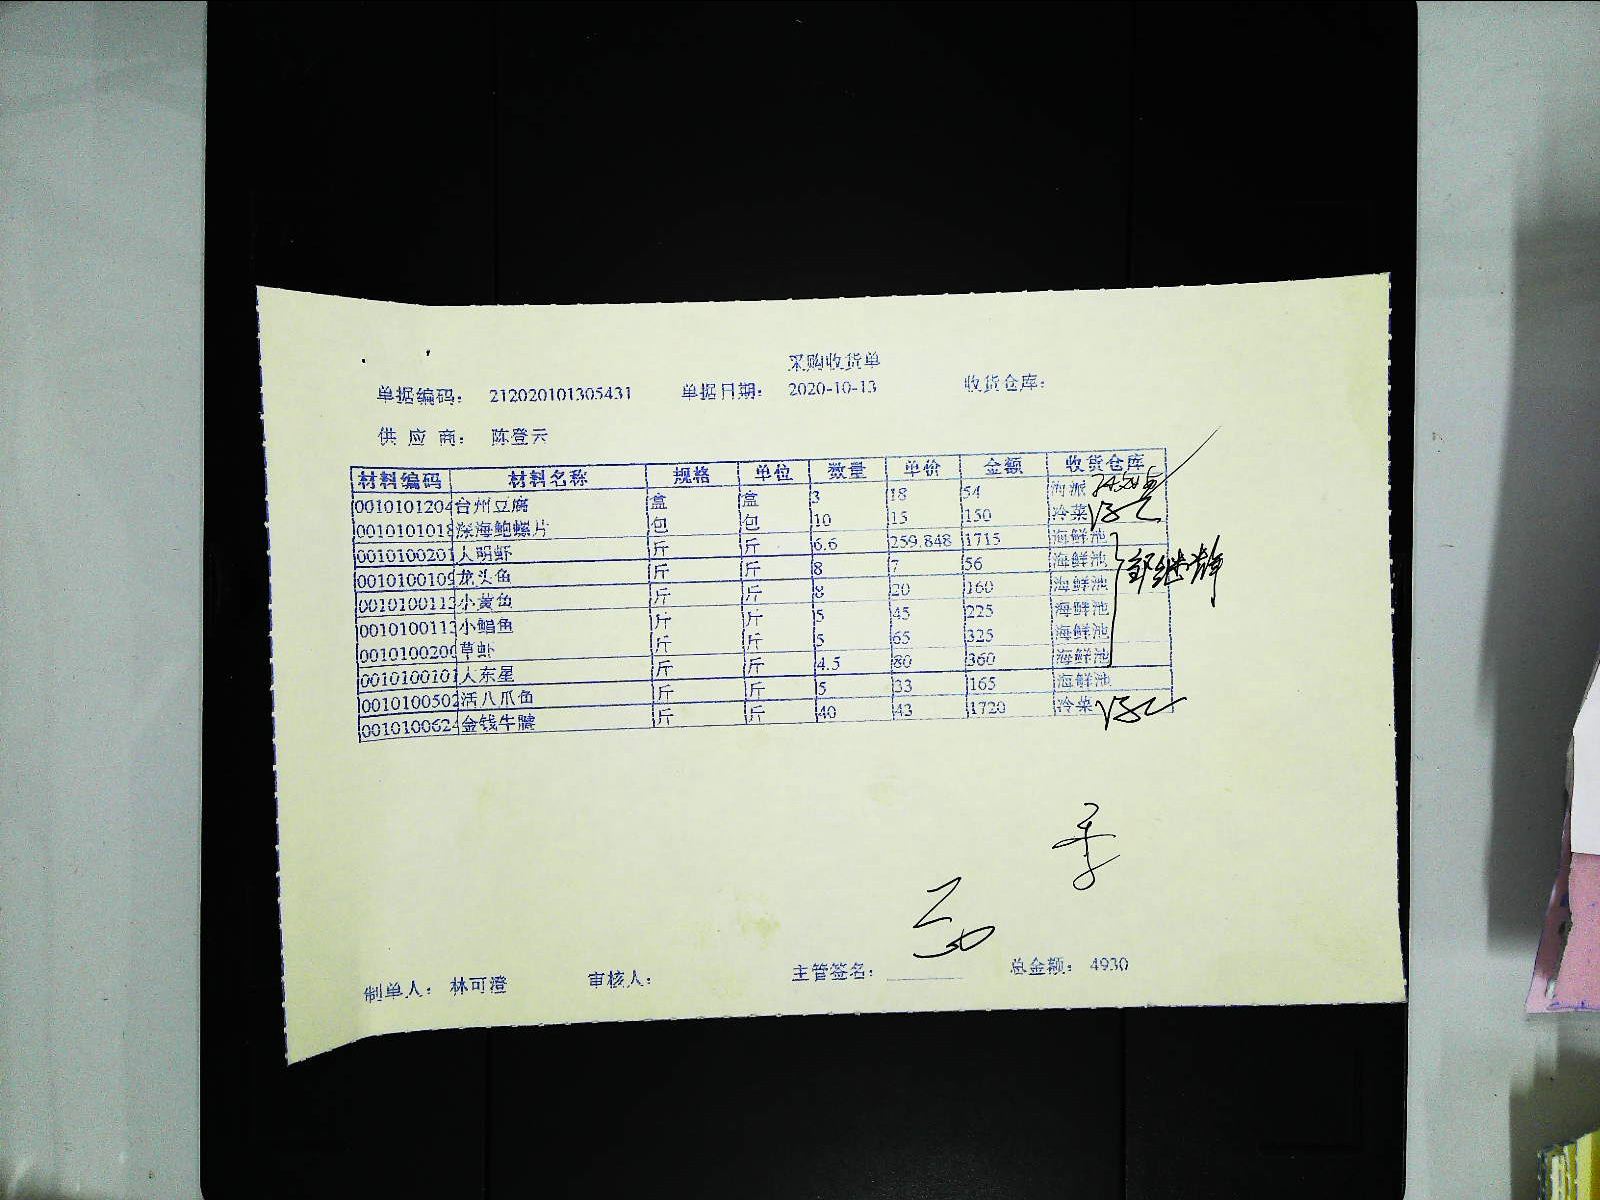 采购收货单
单据编码: 212020101305431 单据日期: 2020-10-13 收货仓库:
供应商: 陈登云
材料编码 材料名称 规格 单位 数量 单价 金额 收货仓库
0010101204 台州豆腐 盒 盒 3 18 54 海派
0010101018 深海鲍螺片 包 包 10 15 150 冷菜
0010100201 大明虾 斤 斤 6.6 259.848 1715 海鲜池
0010100109 龙头鱼 斤 斤 8 7 56 海鲜池
0010100113 小黄鱼 斤 斤 8 20 160 海鲜池
0010100113 小鲳鱼 斤 斤 5 45 225 海鲜池
0010100200 草虾 斤 斤 5 65 325 海鲜池
0010100101 大东星 斤 斤 4.5 80 360 海鲜池
0010100502 活八爪鱼 斤 斤 5 33 165 海鲜池
0010100624 金钱牛腱 斤 斤 40 43 1720 冷菜
制单人: 林可澄 审核人: 主管签名: 总金额: 4930